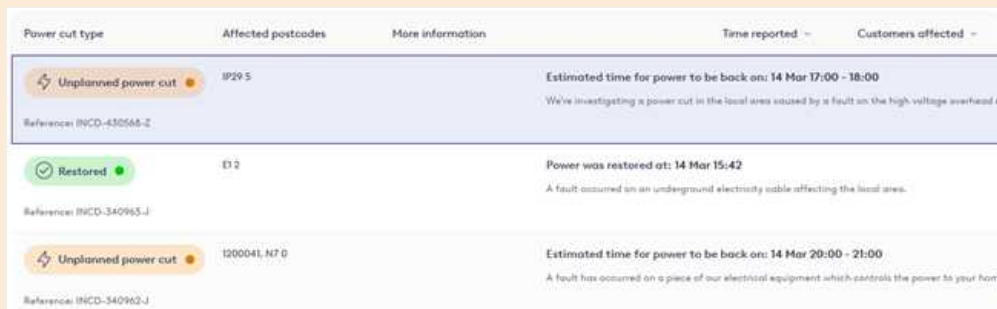 Power cut type Affected postcodes More information Time reported Customers affected
Unplanned power cut IP29 5 Estimated time for power to be back on: 14 Mar 17:00 - 18:00
We're investigating a power cut in the local area caused by a fault on the high voltage overhead
Reference: INCD-430568-Z
Restored E1 2 Power was restored at: 14 Mar 15:42
A fault occurred on an underground electricity cable affecting the local area.
Reference: INCD-340963-J
Unplanned power cut 1200041, N7 0 Estimated time for power to be back on: 14 Mar 20:00 - 21:00
A fault has occurred on a piece of our electrical equipment which controls the power to your
Reference: INCD-340962-J